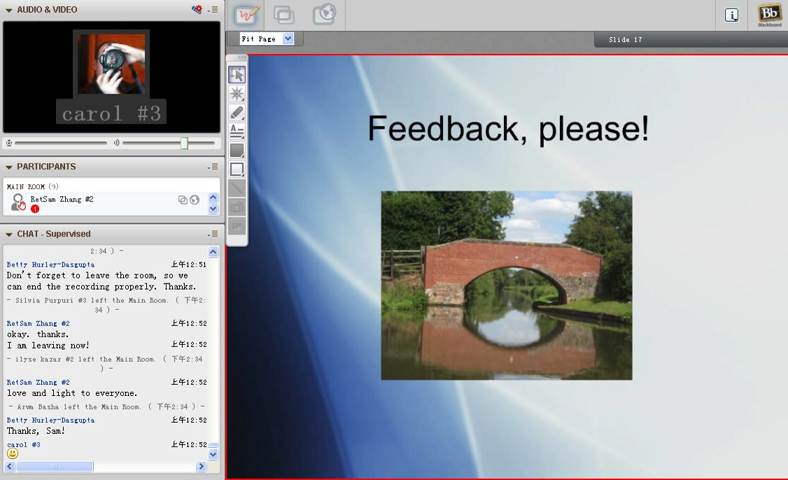 AUDIO & VIDEO
carol #3
PARTICIPANTS
MAIN ROOM (9)
RetSam Zhang #2
1
CHAT - Supervised
2:34 ) -
Betty Hurley-Dasgupta 上午12:51
Don't forget to leave the room, so we
can end the recording properly. Thanks.
- Silvia Purpuri #3 left the Main Room. ( 下午2:
34 ) -
RetSam Zhang #2 上午12:52
okay. thanks.
I am leaving now! 上午12:52
- ilyse kazar #2 left the Main Room. ( 下午2:34
) -
RetSam Zhang #2 上午12:52
love and light to everyone.
- Arwa Basha left the Main Room. ( 下午2:34 ) -
Betty Hurley-Dasgupta 上午12:52
Thanks, Sam!
carol #3 上午12:52
Fit Page
Slide 17
Bb
Blackboard
Feedback, please!